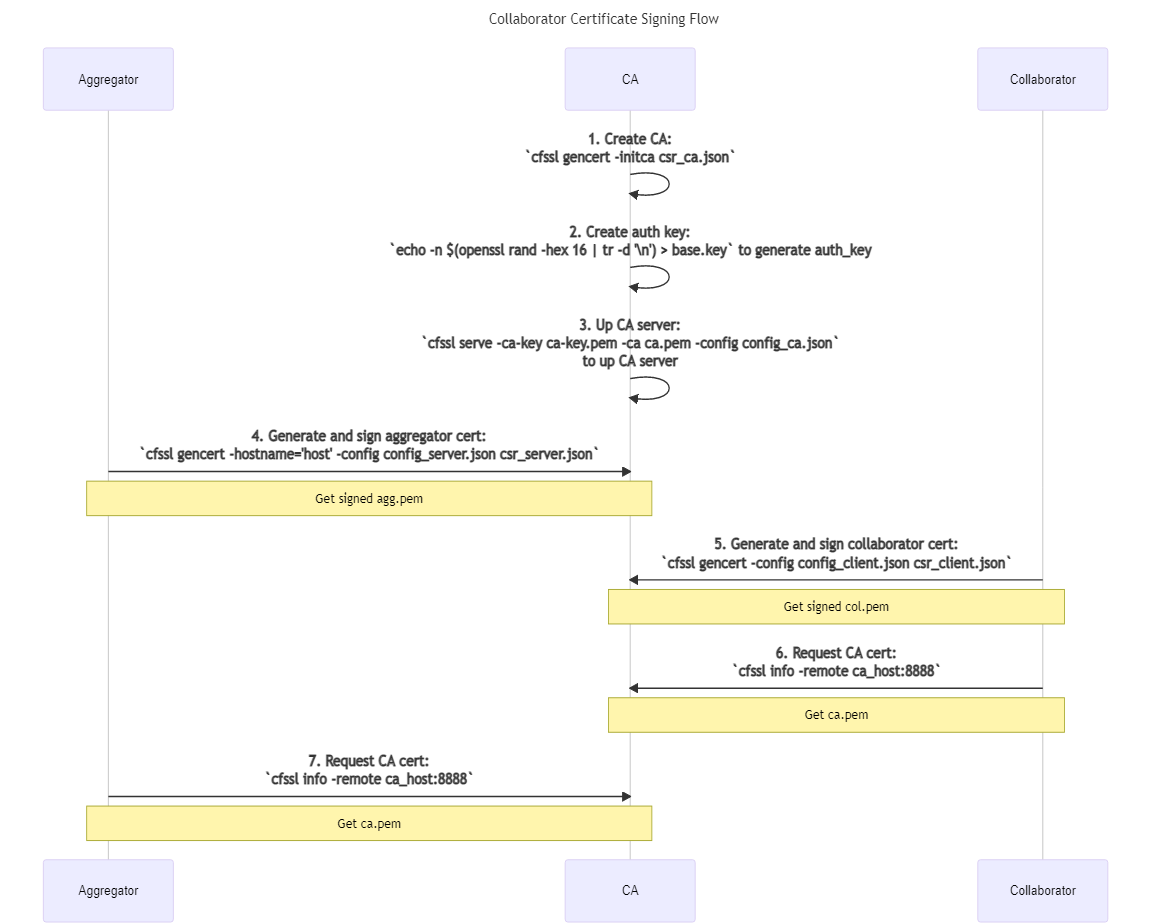 Collaborator Certificate Signing Flow
Aggregator
CA
Collaborator
1. Create CA:
`cfssl gencert -initca csr_ca.json`
2. Create auth key:
`echo -n $(openssl rand -hex 16 | tr -d '\n') > base.key` to generate auth_key
3. Up CA server:
`cfssl serve -ca-key ca-key.pem -ca ca.pem -config config_ca.json`
to up CA server
4. Generate and sign aggregator cert:
`cfssl gencert -hostname='host' -config config_server.json csr_server.json`
Get signed agg.pem
5. Generate and sign collaborator cert:
`cfssl gencert -config config_client.json csr_client.json`
Get signed col.pem
6. Request CA cert:
`cfssl info -remote ca_host:8888`
Get ca.pem
7. Request CA cert:
`cfssl info -remote ca_host:8888`
Get ca.pem
Aggregator
CA
Collaborator